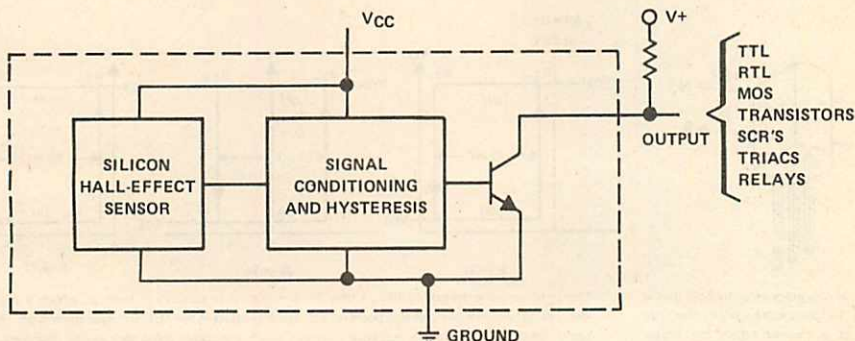 VCC
V+
TTL
RTL
MOS
TRANSISTORS
SCR'S
TRIACS
RELAYS
OUTPUT
SILICON
HALL-EFFECT
SENSOR
SIGNAL
CONDITIONING
AND HYSTERESIS
GROUND